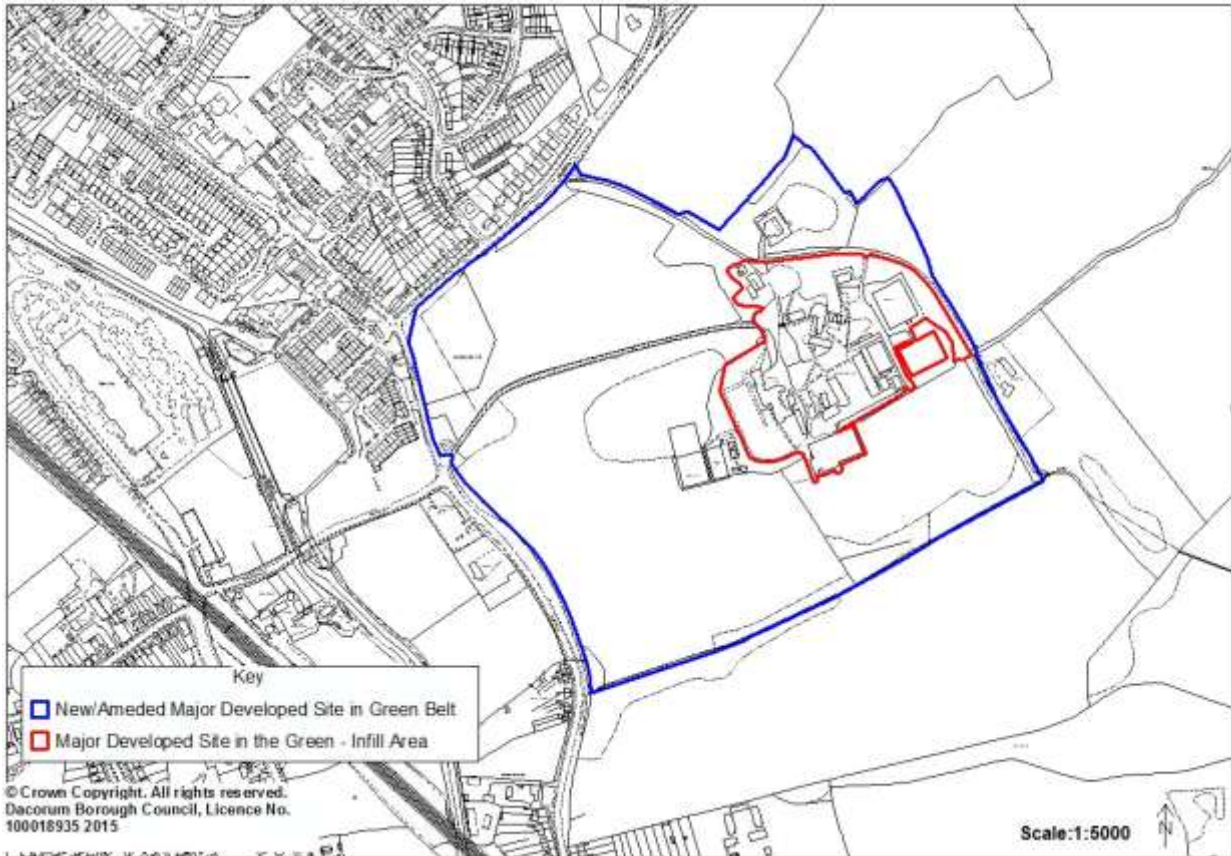 Key
New/Ameded Major Developed Site in Green Belt
Major Developed Site in the Green - Infill Area
© Crown Copyright. All rights reserved.
Dacorum Borough Council, Licence No.
100018935 2015
Scale:1:5000
N